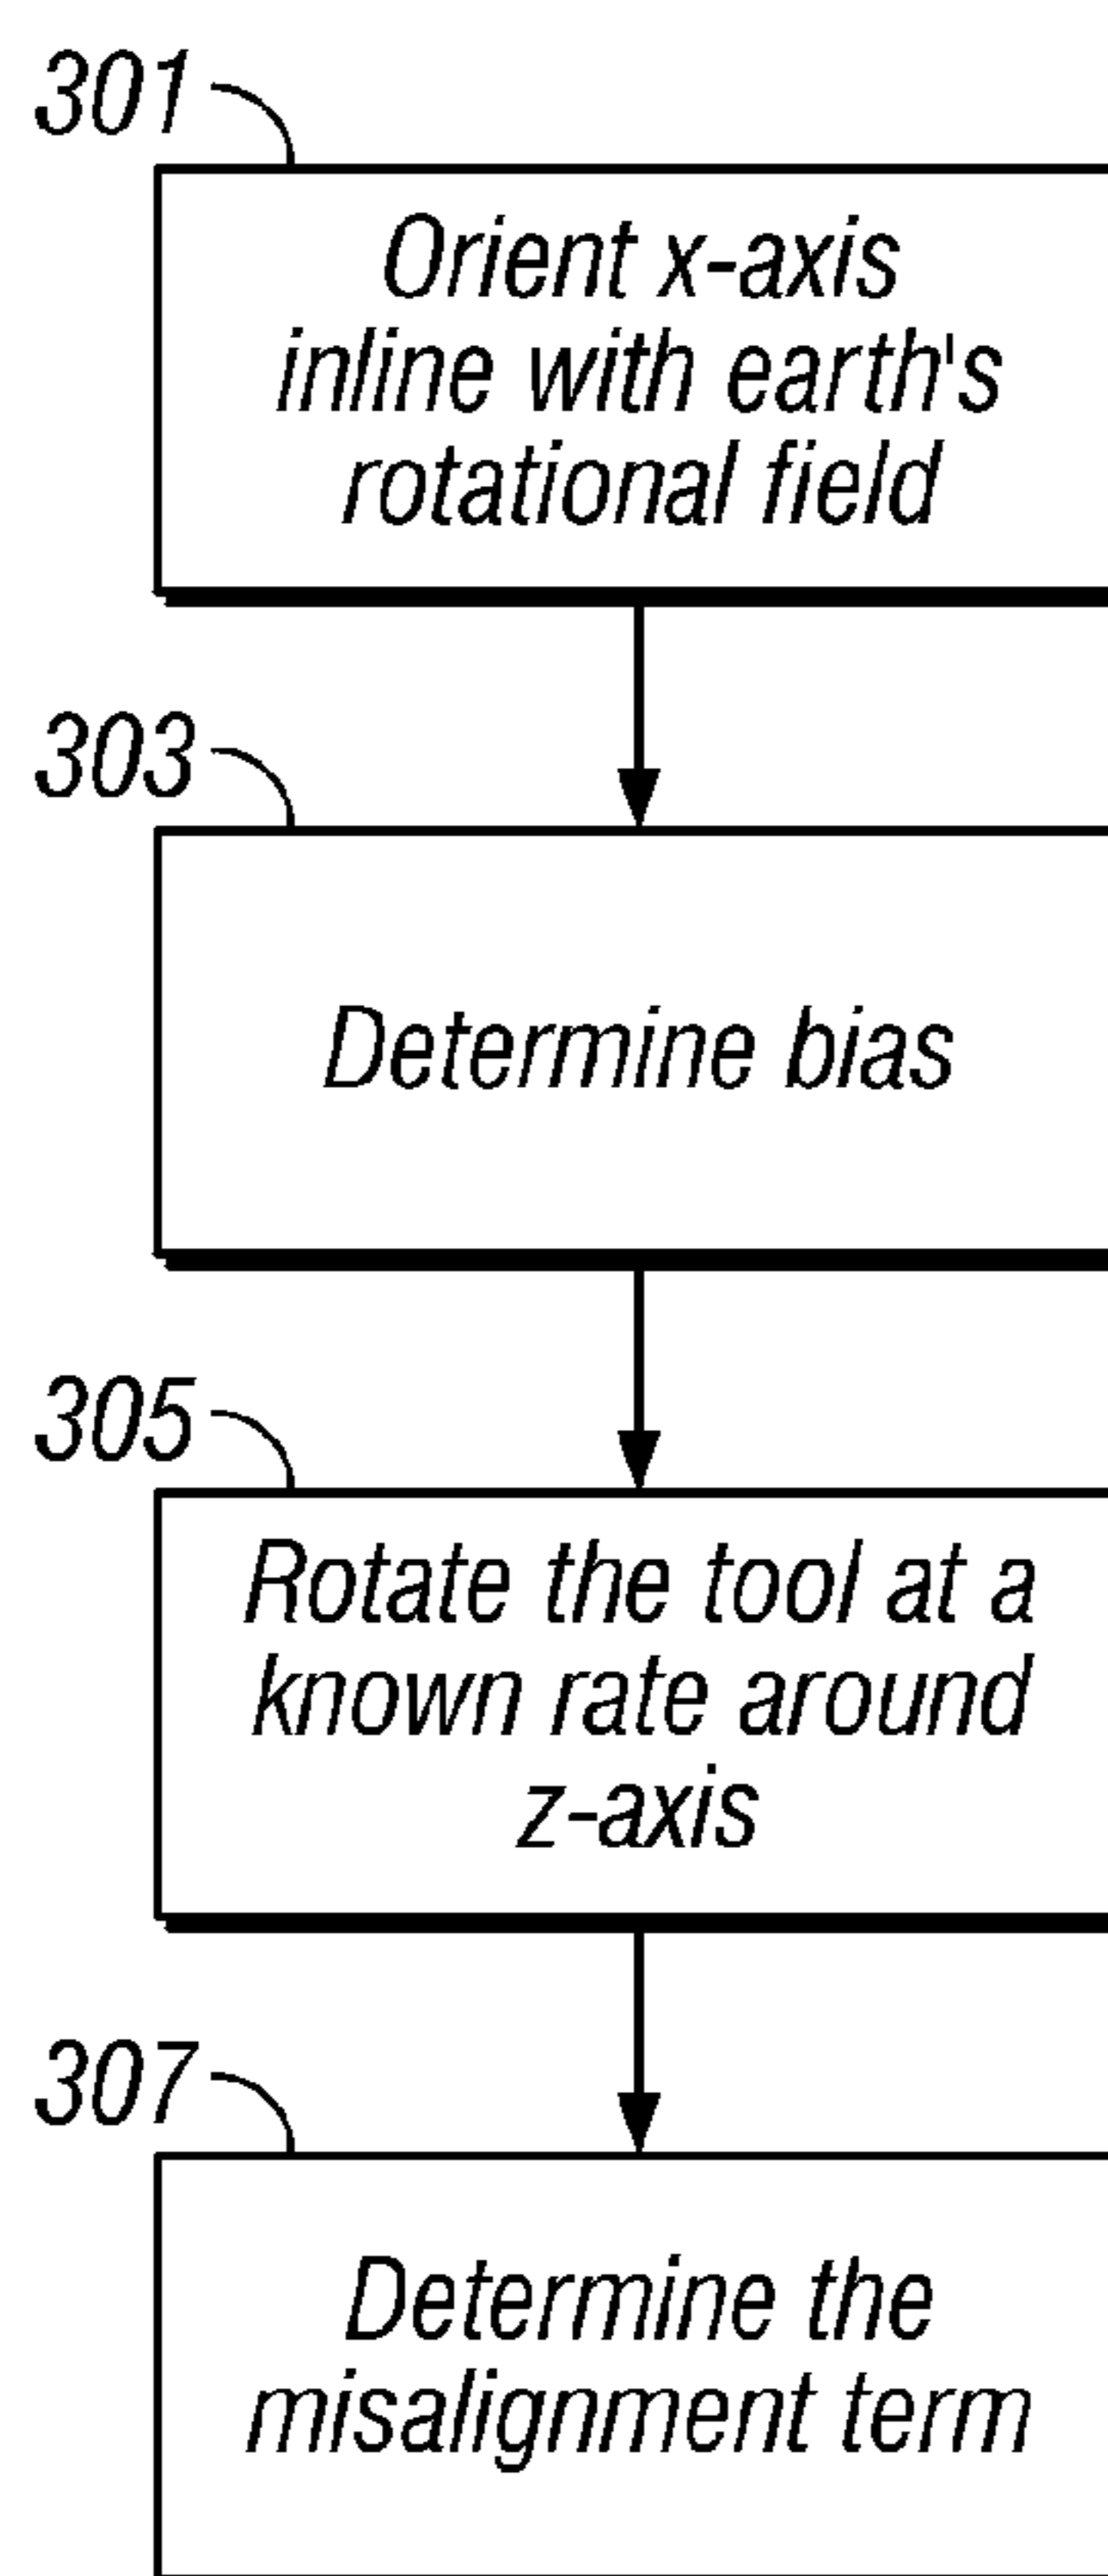 301
Orient x-axis
inline with earth's
rotational field
303
Determine bias
305
Rotate the tool at a
known rate around
z-axis
307
Determine the
misalignment term